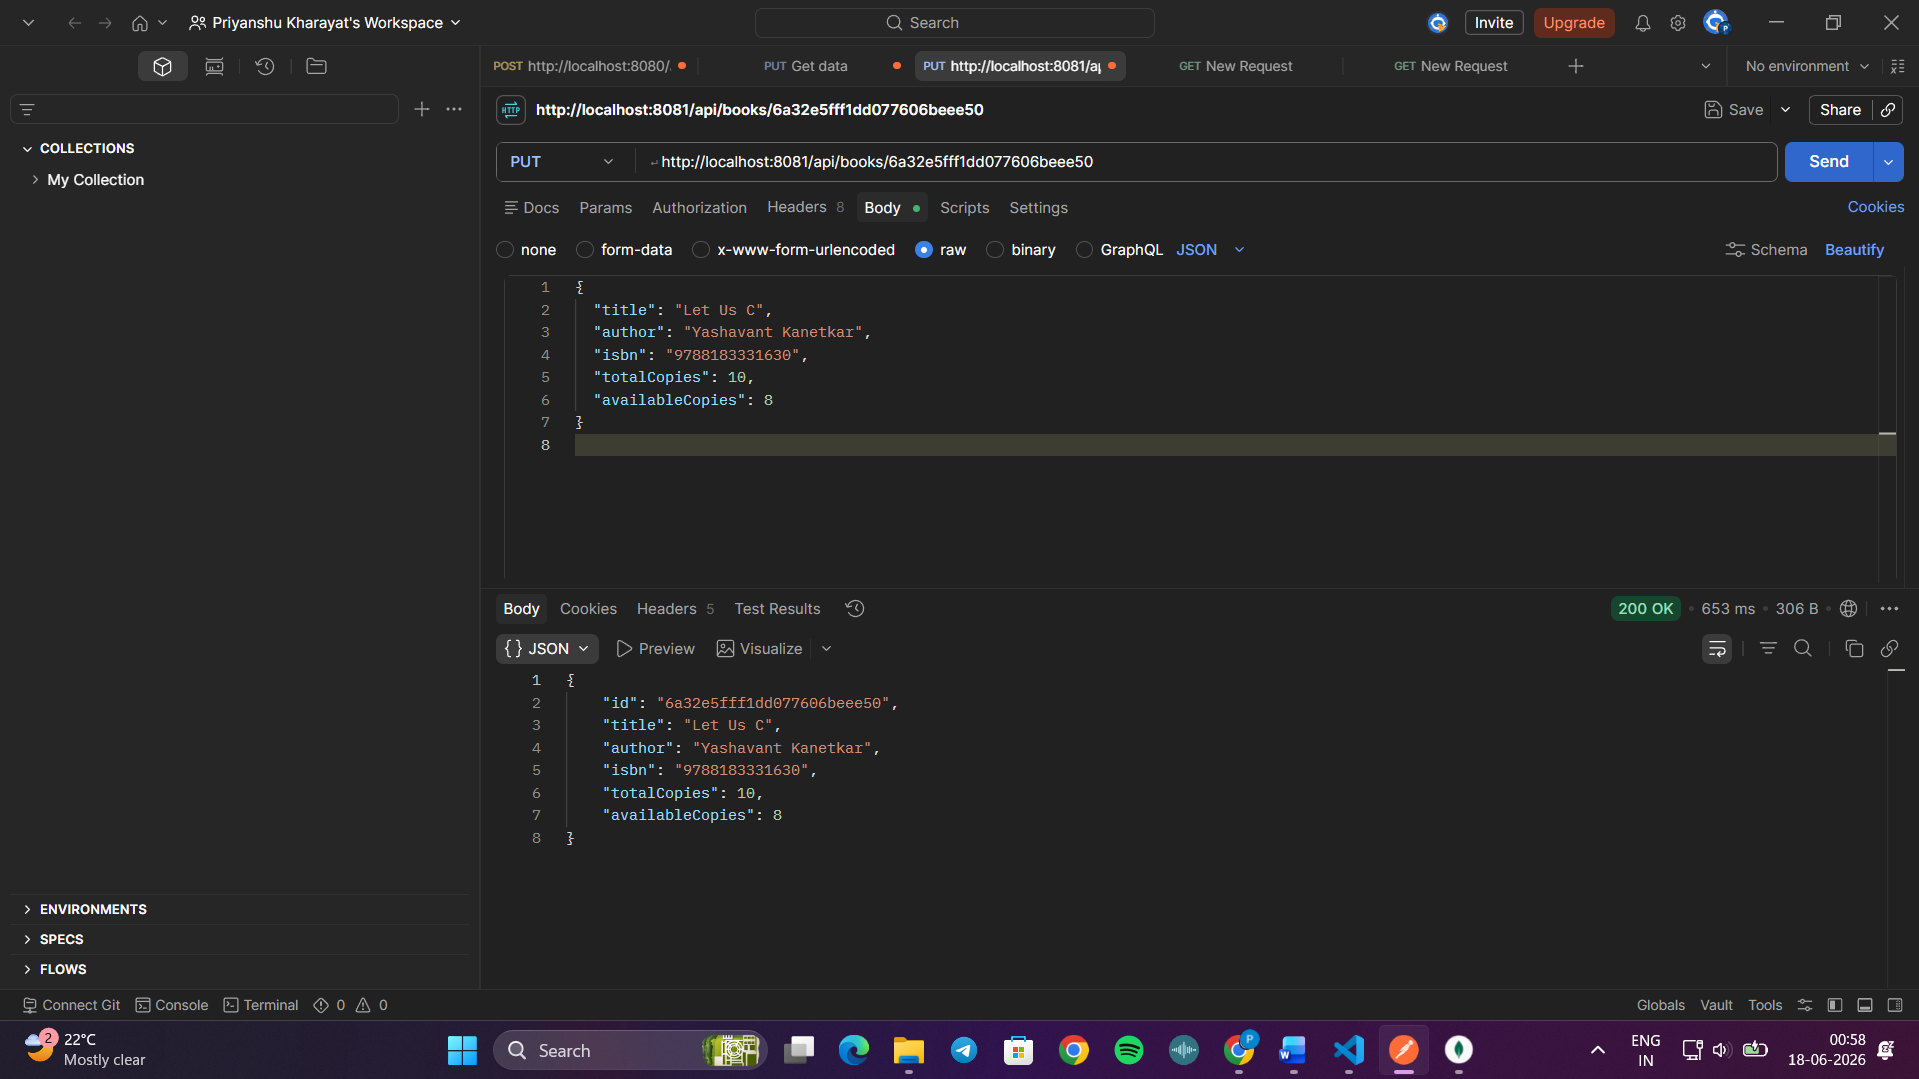 Priyanshu Kharayat's Workspace
Search
Invite
Upgrade
POST http://localhost:8080/.
PUT Get data
PUT http://localhost:8081/a
GET New Request
GET New Request
No environment
HTTP
http://localhost:8081/api/books/6a32e5fff1dd077606beee50
Save
Share
COLLECTIONS
My Collection
PUT
http://localhost:8081/api/books/6a32e5fff1dd077606beee50
Send
Docs
Params
Authorization
Headers 8
Body
Scripts
Settings
Cookies
none
form-data
x-www-form-urlencoded
raw
binary
GraphQL
JSON
Schema
Beautify
1 {
2 "title": "Let Us C",
3 "author": "Yashavant Kanetkar",
4 "isbn": "9788183331630",
5 "totalCopies": 10,
6 "availableCopies": 8
7 }
8
Body
Cookies
Headers 5
Test Results
200 OK
653 ms
306 B
{} JSON
Preview
Visualize
1 {
2 "id": "6a32e5fff1dd077606beee50",
3 "title": "Let Us C",
4 "author": "Yashavant Kanetkar",
5 "isbn": "9788183331630",
6 "totalCopies": 10,
7 "availableCopies": 8
8 }
ENVIRONMENTS
SPECS
FLOWS
Connect Git
Console
Terminal
0
0
Globals
Vault
Tools
2
22°C
Mostly clear
Search
P
ENG
IN
00:58
18-06-2026